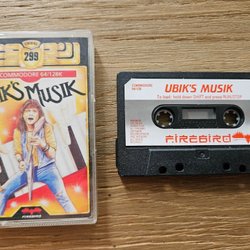 299
COMMODORE 64/128K
K'S MUSIK
FIREBIRD
COMMODORE
64/128
UBIK'S MUSIK
To load: hold down SHIFT and press RUN/STOP
FIREBIRD